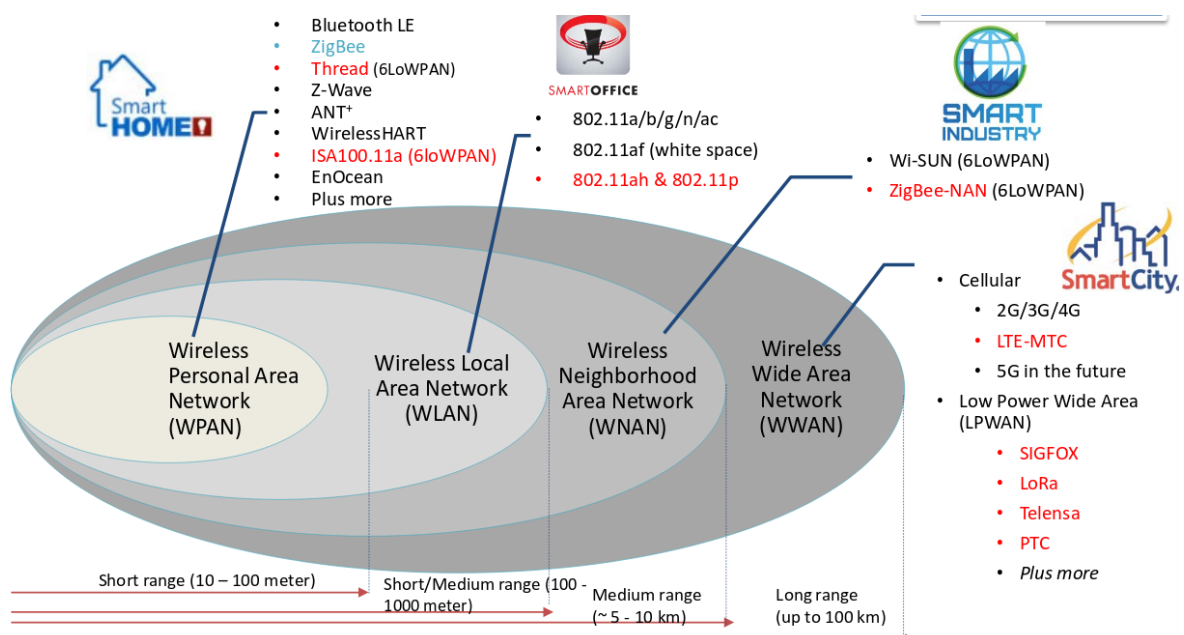 Smart
HOME
• Bluetooth LE
• ZigBee
• Thread (6LoWPAN)
• Z-Wave
• ANT⁺
• WirelessHART
• ISA100.11a (6loWPAN)
• EnOcean
• Plus more
SMARTOFFICE
• 802.11a/b/g/n/ac
• 802.11af (white space)
• 802.11ah & 802.11p
SMART
INDUSTRY
• Wi-SUN (6LoWPAN)
• ZigBee-NAN (6LoWPAN)
SmartCity
• Cellular
• 2G/3G/4G
• LTE-MTC
• 5G in the future
• Low Power Wide Area
(LPWAN)
• SIGFOX
• LoRa
• Telensa
• PTC
• Plus more
Wireless
Personal Area
Network
(WPAN)
Wireless Local
Area Network
(WLAN)
Wireless
Neighborhood
Area Network
(WNAN)
Wireless
Wide Area
Network
(WWAN)
Short range (10 – 100 meter)
Short/Medium range (100 -
1000 meter)
Medium range
(~ 5 - 10 km)
Long range
(up to 100 km)